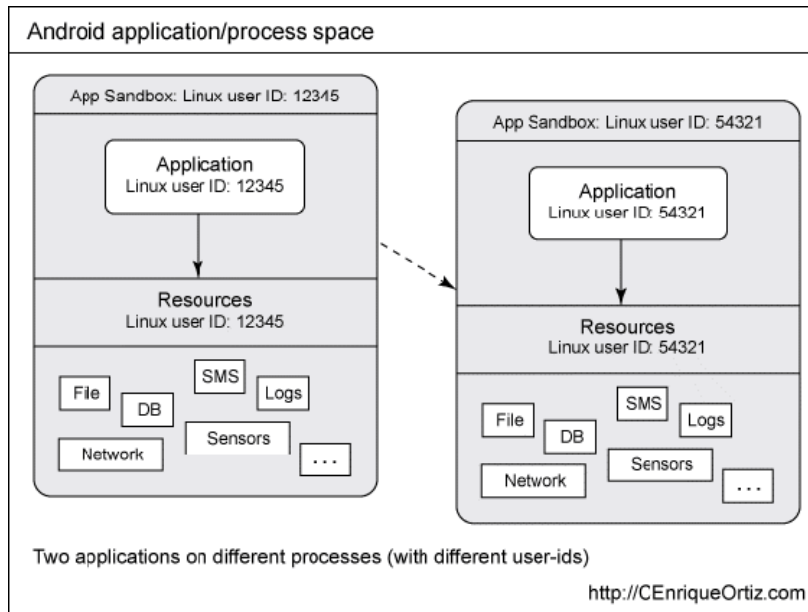 Android application/process space
App Sandbox: Linux user ID: 12345
Application
Linux user ID: 12345
Resources
Linux user ID: 12345
File
DB
SMS
Logs
Network
Sensors
...
App Sandbox: Linux user ID: 54321
Application
Linux user ID: 54321
Resources
Linux user ID: 54321
File
DB
SMS
Logs
Network
Sensors
...
Two applications on different processes (with different user-ids)
http://CEnriqueOrtiz.com